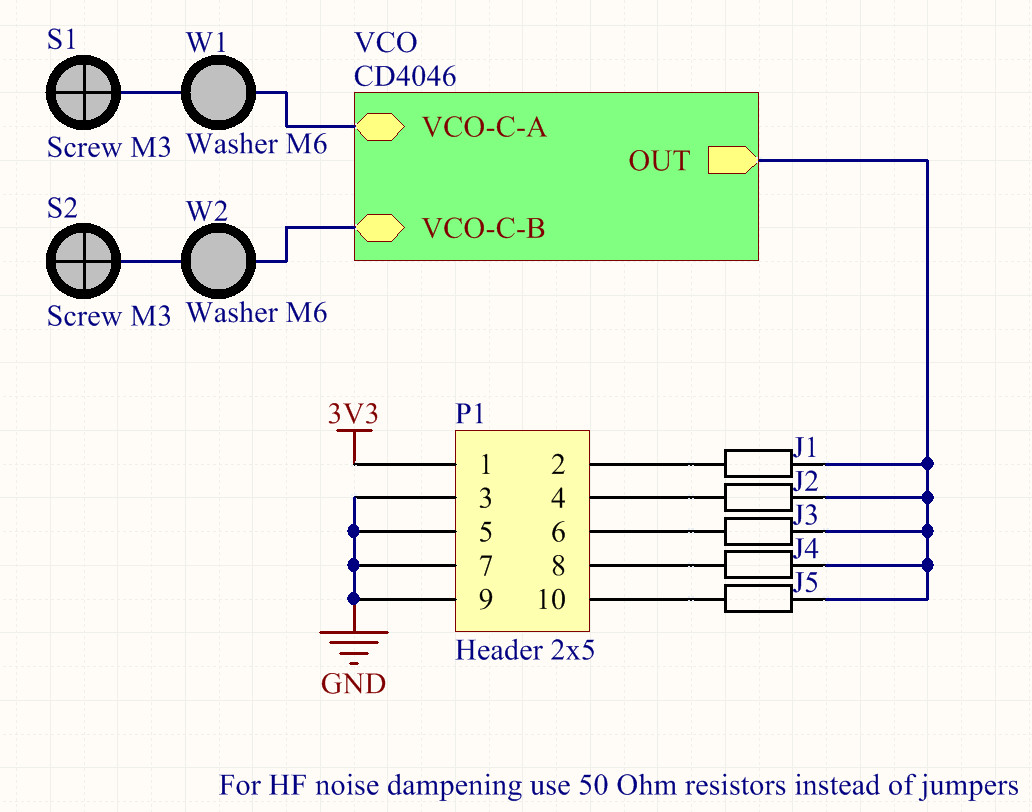 S1
W1
VCO
CD4046
VCO-C-A
Screw M3
Washer M6
OUT
S2
W2
VCO-C-B
Screw M3
Washer M6
3V3
P1
J1
1 2
J2
3 4
J3
5 6
J4
7 8
J5
9 10
Header 2x5
GND
For HF noise dampening use 50 Ohm resistors instead of jumpers